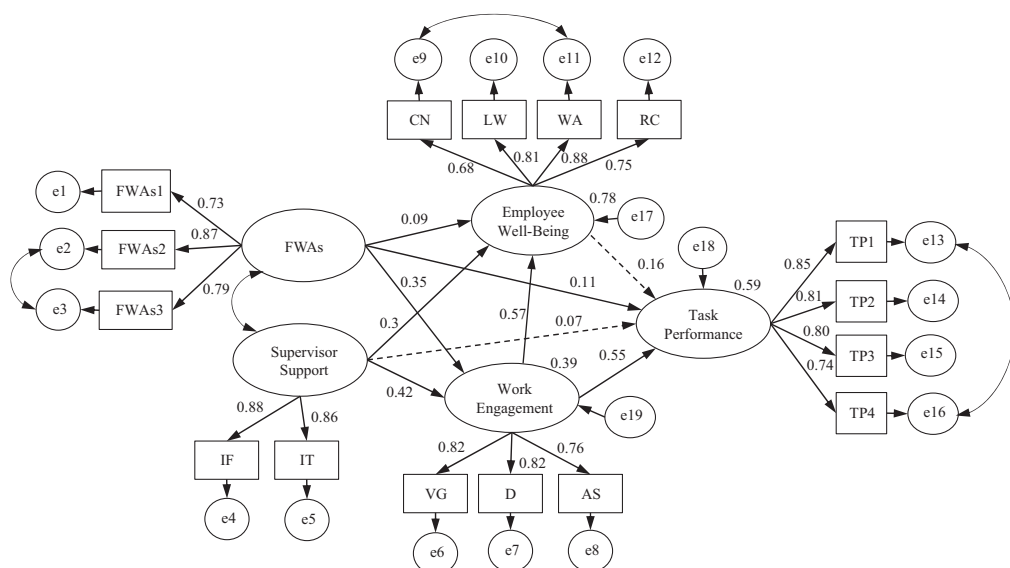 e9
e10
e11
e12
CN
LW
WA
RC
0.68
0.81
0.88
0.75
e1
FWAs1
0.73
e2
FWAs2
0.87
e3
FWAs3
0.79
FWAs
0.09
0.35
Employee
Well-Being
0.78
e17
e18
0.16
0.11
0.59
Task
Performance
TP1
e13
0.85
TP2
e14
0.81
TP3
e15
0.80
TP4
e16
0.74
Supervisor
Support
0.3
0.07
0.42
0.57
0.39
0.55
Work
Engagement
e19
0.88
0.86
IF
IT
e4
e5
0.82
0.82
0.76
VG
D
AS
e6
e7
e8